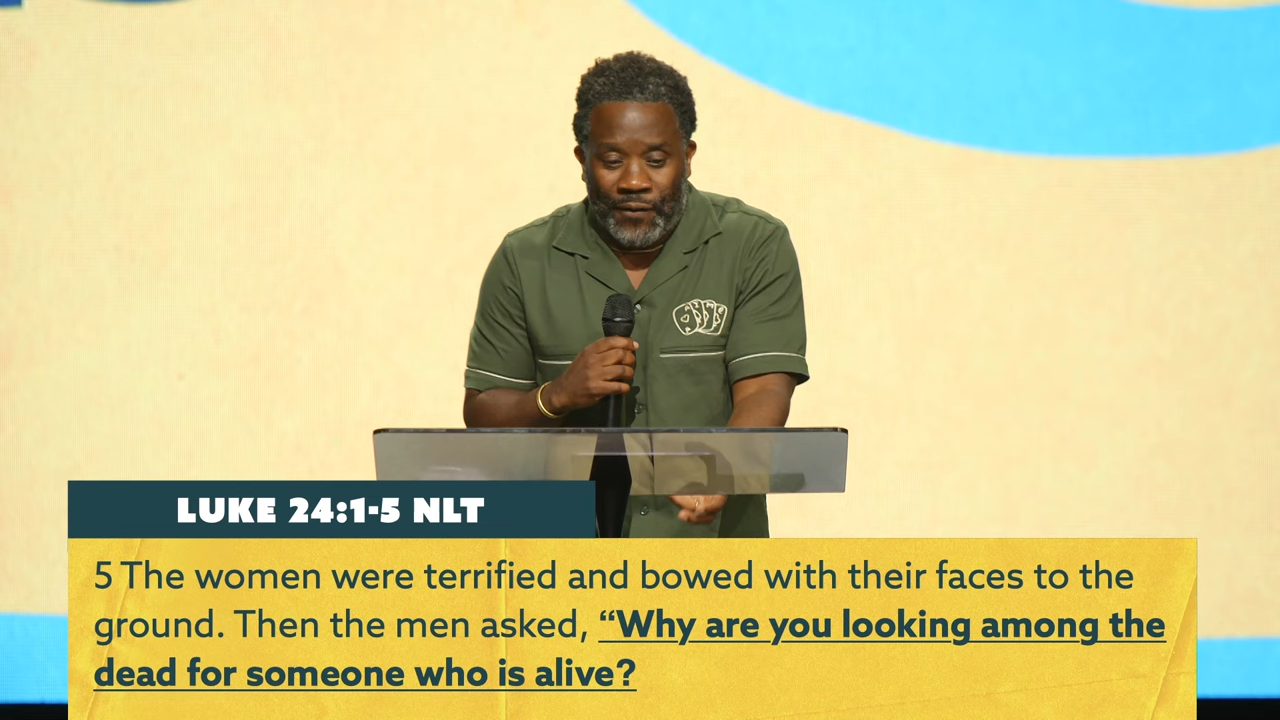 LUKE 24:1-5 NLT
5 The women were terrified and bowed with their faces to the
ground. Then the men asked, “Why are you looking among the
dead for someone who is alive?